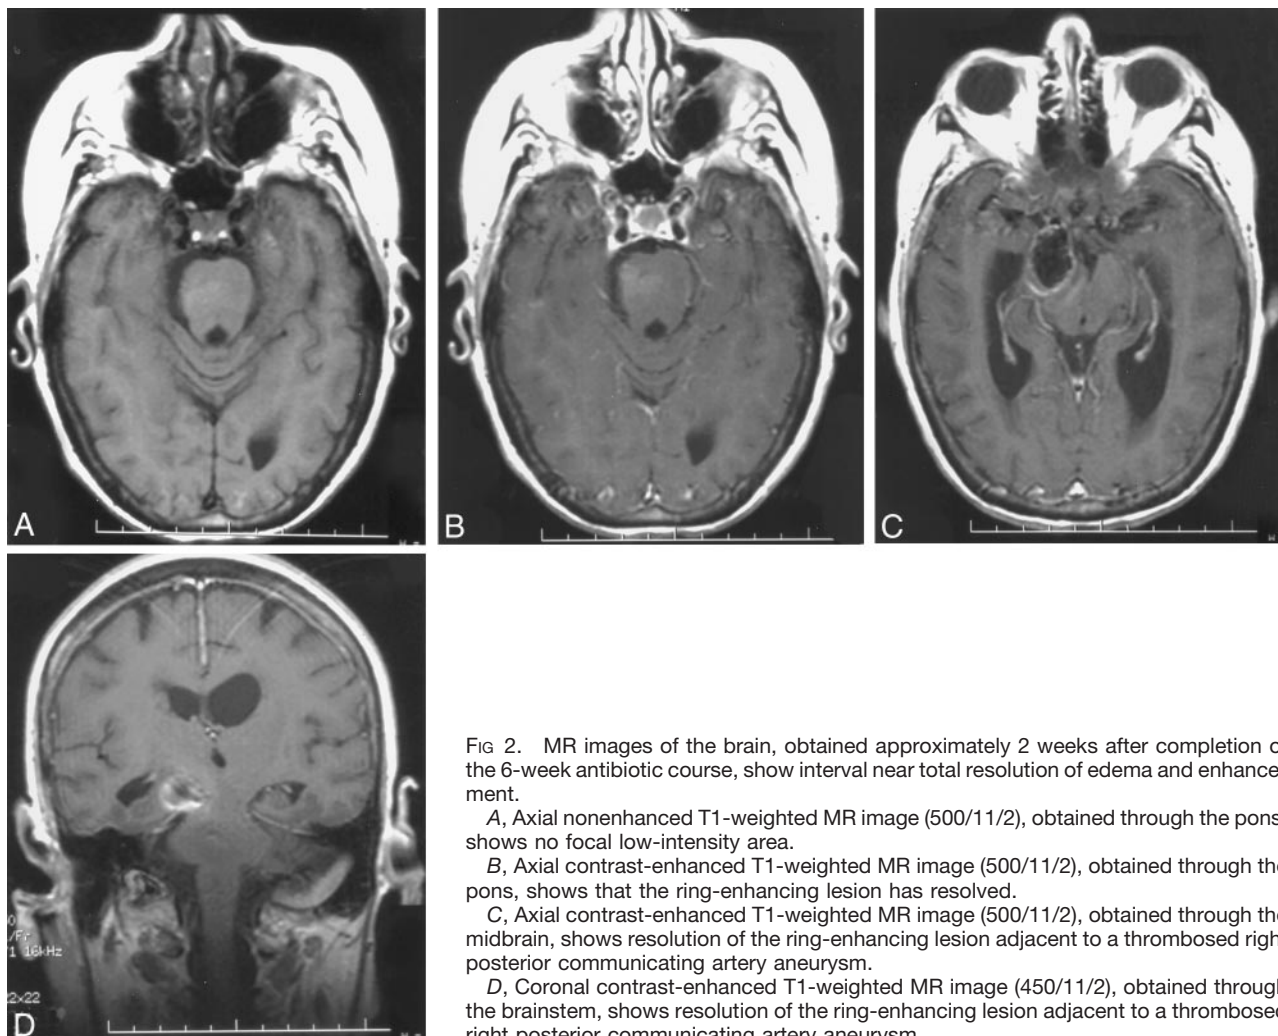 A
B
C
D
FIG 2. MR images of the brain, obtained approximately 2 weeks after completion o
the 6-week antibiotic course, show interval near total resolution of edema and enhance
ment.
A, Axial nonenhanced T1-weighted MR image (500/11/2), obtained through the pons
shows no focal low-intensity area.
B, Axial contrast-enhanced T1-weighted MR image (500/11/2), obtained through the
pons, shows that the ring-enhancing lesion has resolved.
C, Axial contrast-enhanced T1-weighted MR image (500/11/2), obtained through the
midbrain, shows resolution of the ring-enhancing lesion adjacent to a thrombosed righ
posterior communicating artery aneurysm.
D, Coronal contrast-enhanced T1-weighted MR image (450/11/2), obtained through
the brainstem, shows resolution of the ring-enhancing lesion adjacent to a thrombosed
right posterior communicating artery aneurysm.